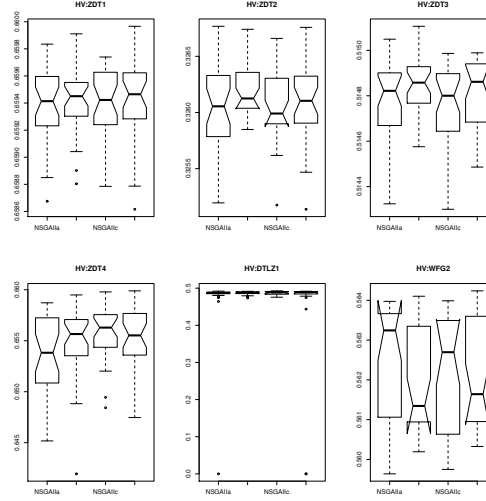 HV:ZDT1
0.6600
0.6598
0.6596
0.6594
0.6592
0.6590
0.6588
0.6586
NSGAIIa
NSGAIIc
HV:ZDT2
0.3265
0.3260
0.3255
NSGAIIa
NSGAIIc
HV:ZDT3
0.5150
0.5148
0.5146
0.5144
NSGAIIa
NSGAIIc
HV:ZDT4
0.660
0.655
0.650
0.645
NSGAIIa
NSGAIIc
HV:DTLZ1
0.5
0.4
0.3
0.2
0.1
0.0
NSGAIIa
NSGAIIc
HV:WFG2
0.564
0.563
0.562
0.561
0.560
NSGAIIa
NSGAIIc